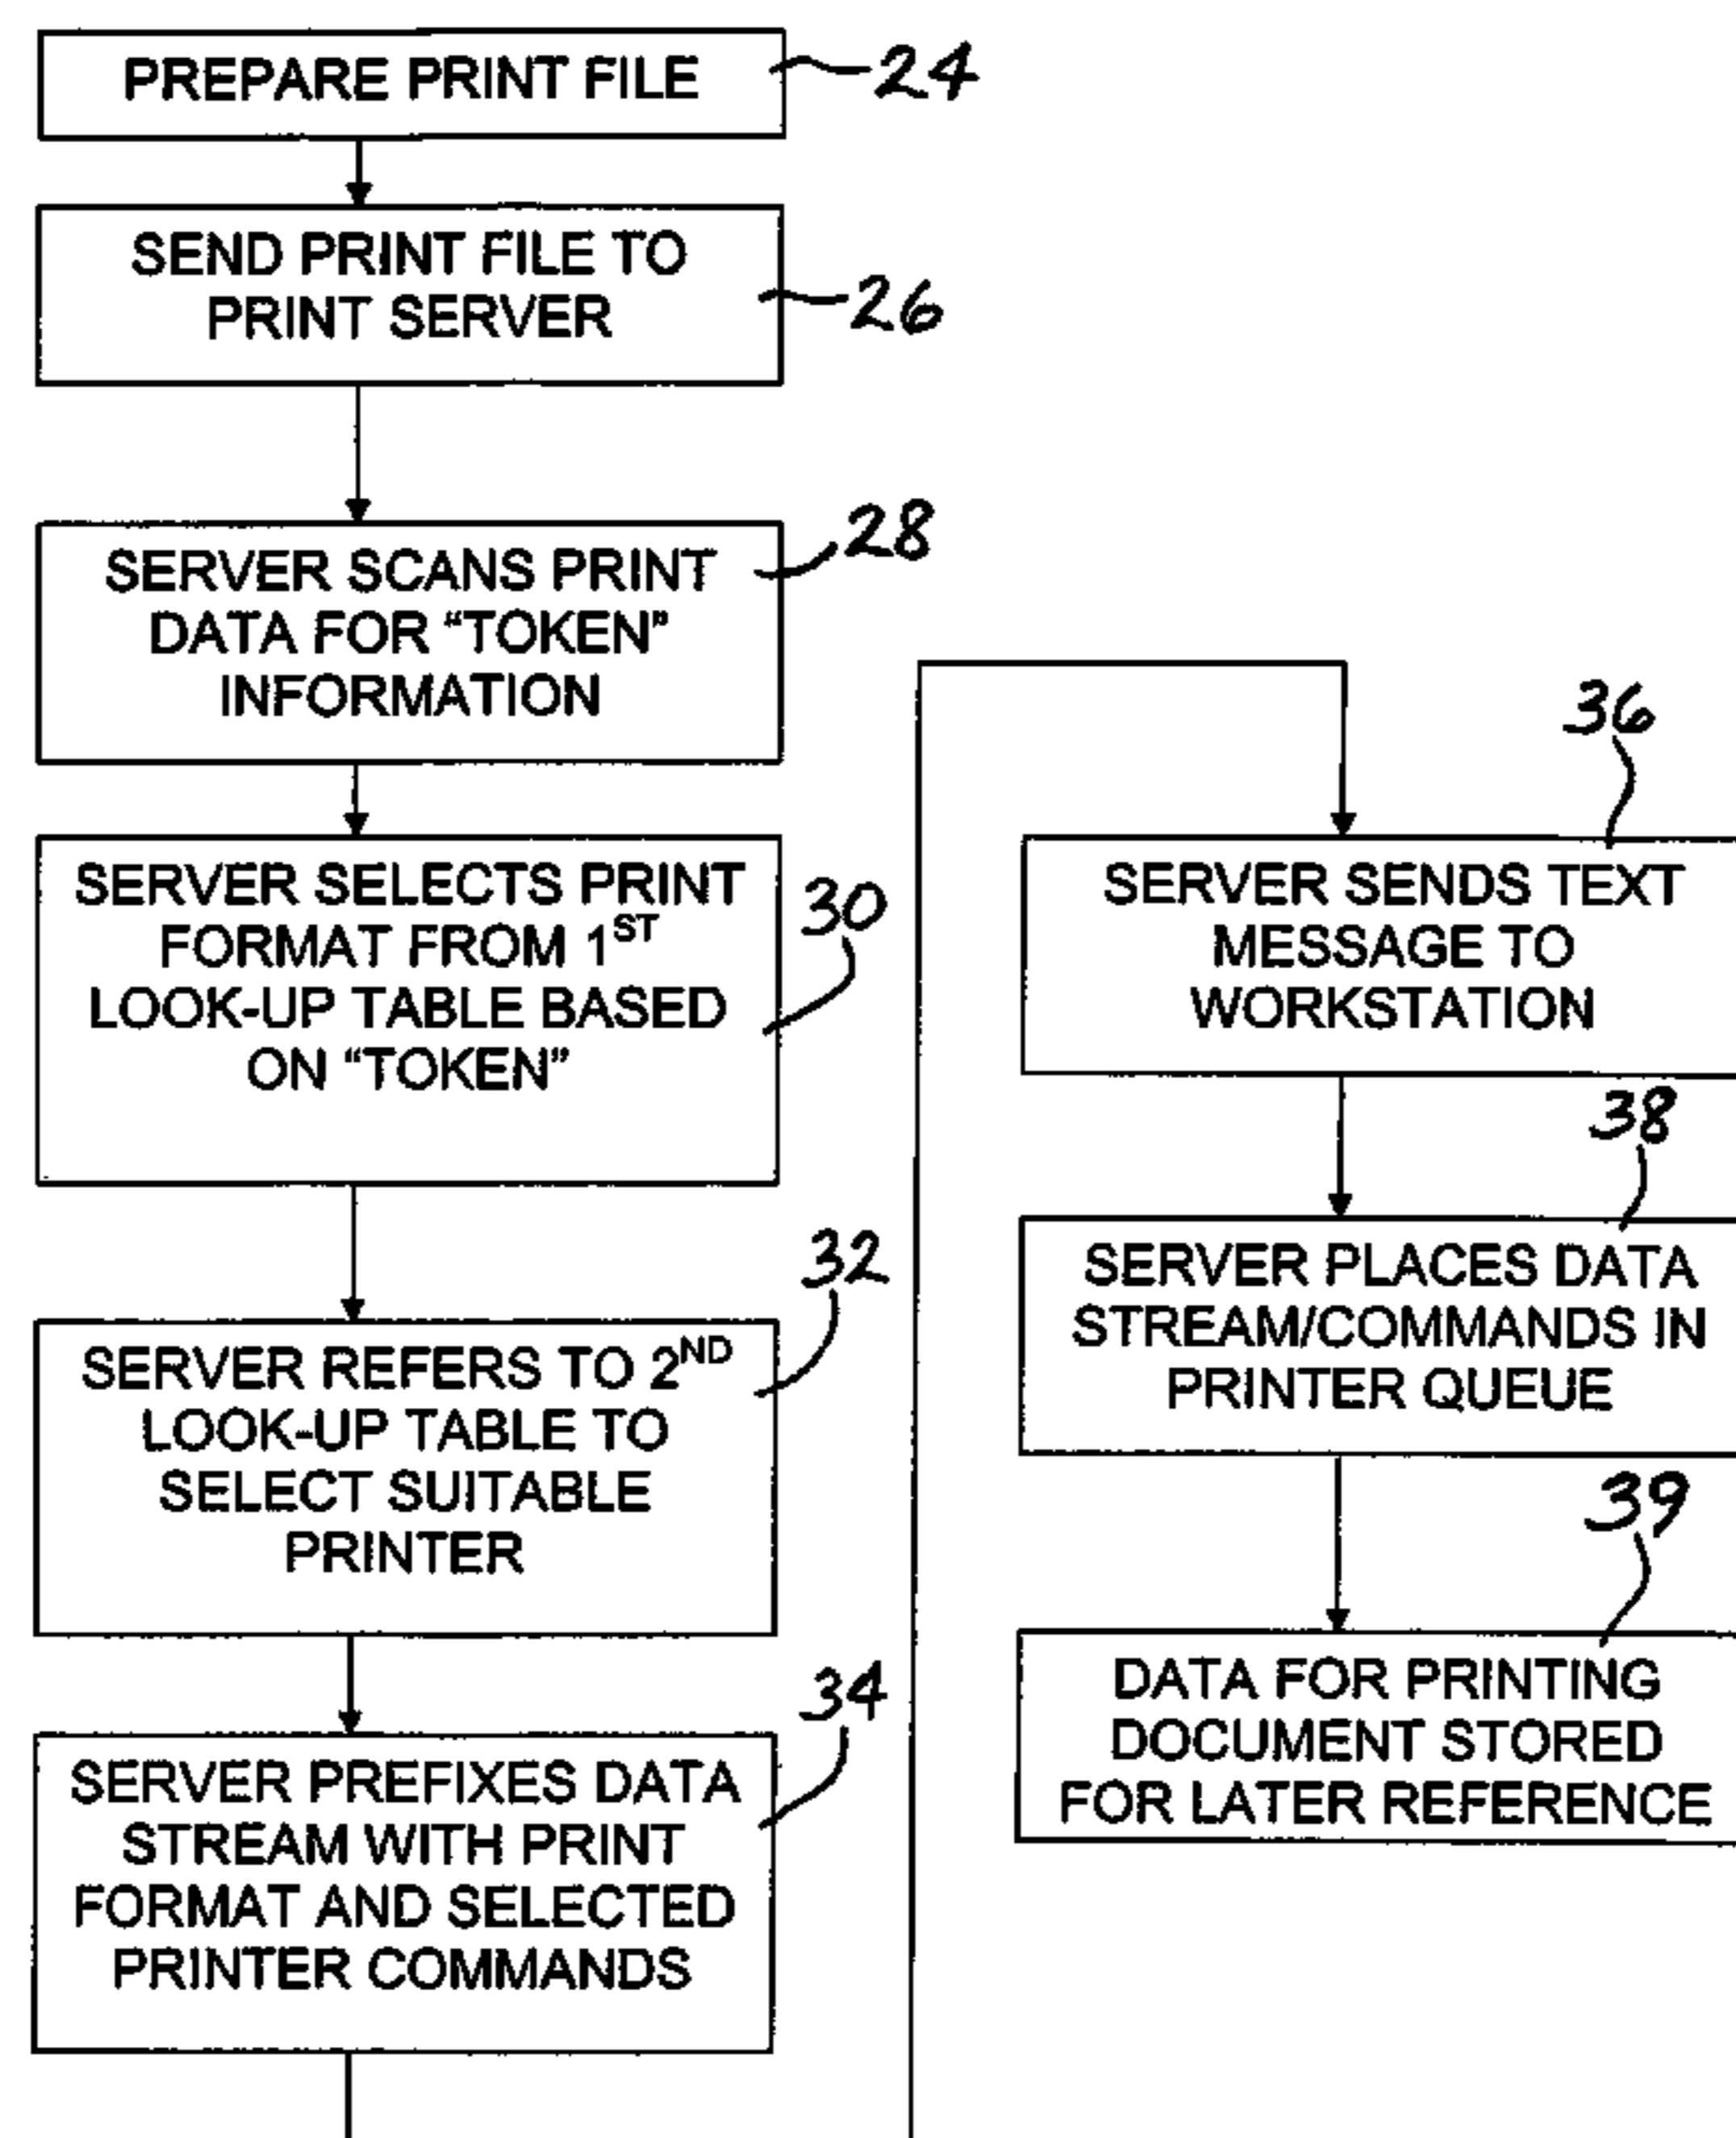 PREPARE PRINT FILE
24
SEND PRINT FILE TO
PRINT SERVER
26
SERVER SCANS PRINT
DATA FOR “TOKEN”
INFORMATION
28
SERVER SELECTS PRINT
FORMAT FROM 1ST
LOOK-UP TABLE BASED
ON “TOKEN”
30
SERVER REFERS TO 2ND
LOOK-UP TABLE TO
SELECT SUITABLE
PRINTER
32
SERVER PREFIXES DATA
STREAM WITH PRINT
FORMAT AND SELECTED
PRINTER COMMANDS
34
36
SERVER SENDS TEXT
MESSAGE TO
WORKSTATION
38
SERVER PLACES DATA
STREAM/COMMANDS IN
PRINTER QUEUE
39
DATA FOR PRINTING
DOCUMENT STORED
FOR LATER REFERENCE